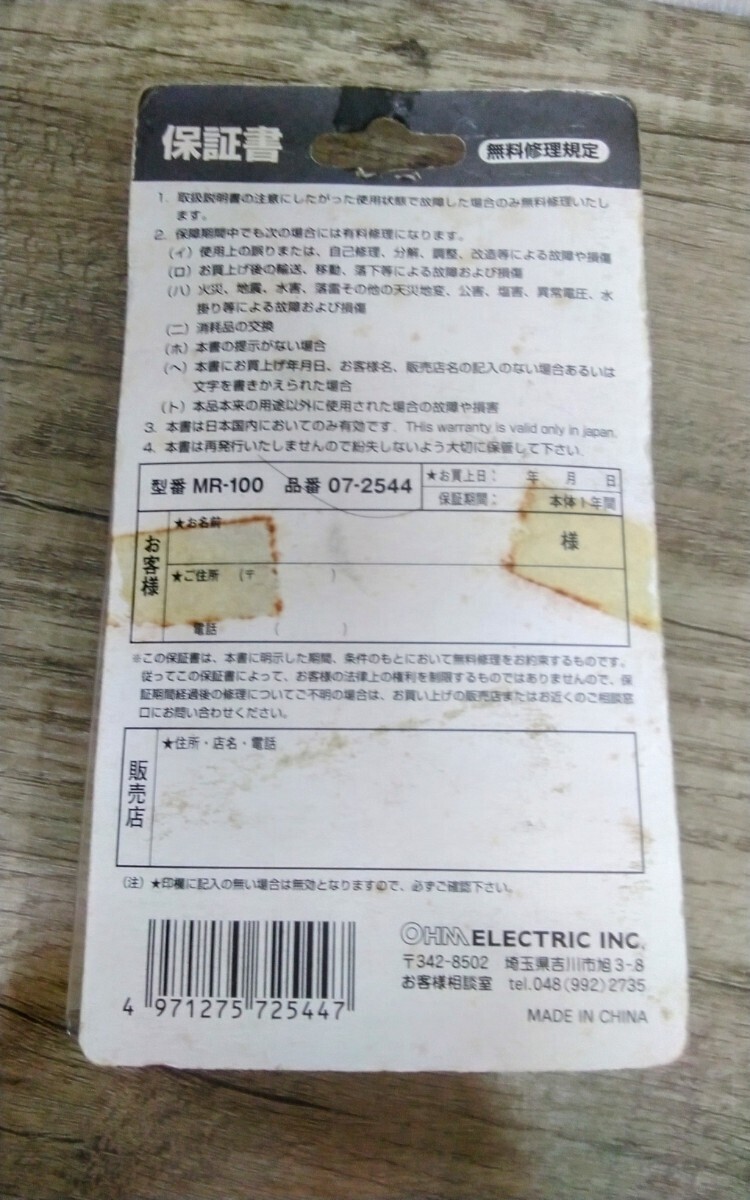 保証書
無料修理規定
1. 取扱説明書の注意にしたがった使用状態で故障した場合のみ無料修理いたし
ます。
2. 保障期間中でも次の場合には有料修理になります。
(イ) 使用上の誤りまたは、自己修理、分解、調整、改造等による故障や損傷
(ロ) お買上げ後の輸送、移動、落下等による故障および損傷
(ハ) 火災、地震、水害、落雷その他の天災地変、公害、塩害、異常電圧、水
掛り等による故障および損傷
(ニ) 消耗品の交換
(ホ) 本書の提示がない場合
(ヘ) 本書にお買上げ年月日、お客様名、販売店名の記入のない場合あるいは
文字を書きかえられた場合
(ト) 本品本来の用途以外に使用された場合の故障や損害
3. 本書は日本国内においてのみ有効です. THis warranty is valid only in japan.
4. 本書は再発行いたしませんので紛失しないよう大切に保管して下さい.
型番 MR-100 品番 07-2544
★お買上日： 年 月 日
保証期間： 本体1年間
お客様
★お名前
様
★ご住所 (〒 )
電話 ( )
※この保証書は、本書に明示した期間、条件のもとにおいて無料修理をお約束するものです。
従ってこの保証書によって、お客様の法律上の権利を制限するものではありませんので、保
証期間経過後の修理についてご不明の場合は、お買い上げの販売店またはお近くのご相談窓
口にお問い合わせください。
販売店
★住所・店名・電話
(注) ★印欄に記入の無い場合は無効となりますので、必ずご確認下さい。
4 971275 725447
OHM ELECTRIC INC.
〒342-8502 埼玉県吉川市旭3-8
お客様相談室 tel.048(992)2735
MADE IN CHINA